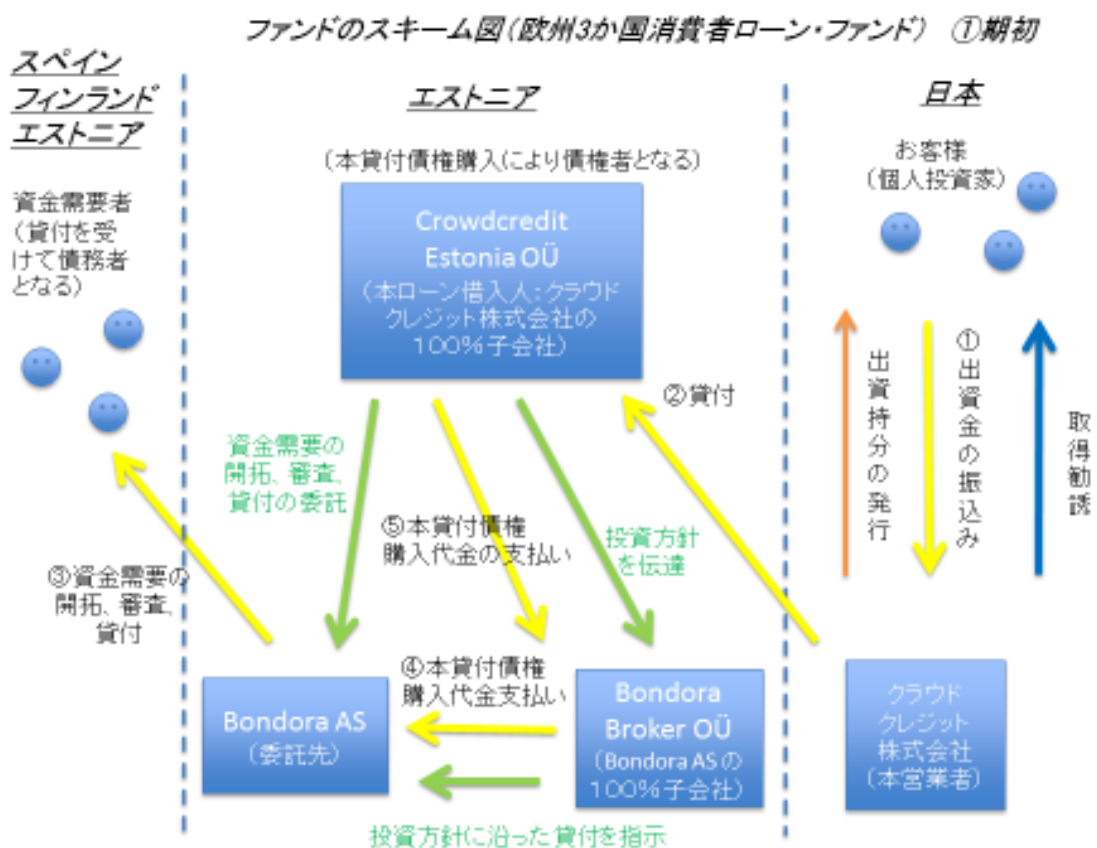 ファンドのスキーム図(欧州3か国消費者ローン・ファンド) ①期初
スペイン
フィンランド
エストニア
エストニア
日本
資金需要者
(貸付を受
けて債務者
となる)
(本貸付債権購入により債権者となる)
Crowdcredit
Estonia OÜ
(本ローン借入人:クラウド
クレジット株式会社の
100%子会社)
お客様
(個人投資家)
②貸付
出資持分の発行
①出資金の振込み
取得勧誘
資金需要の
開拓、審査、
貸付の委託
⑤本貸付債権
購入代金の支払い
投資方針
を伝達
③資金需要の
開拓、審査、
貸付
④本貸付債権
購入代金支払い
Bondora AS
(委託先)
Bondora
Broker OÜ
(Bondora ASの
100%子会社)
クラウド
クレジット
株式会社
(本営業者)
投資方針に沿った貸付を指示